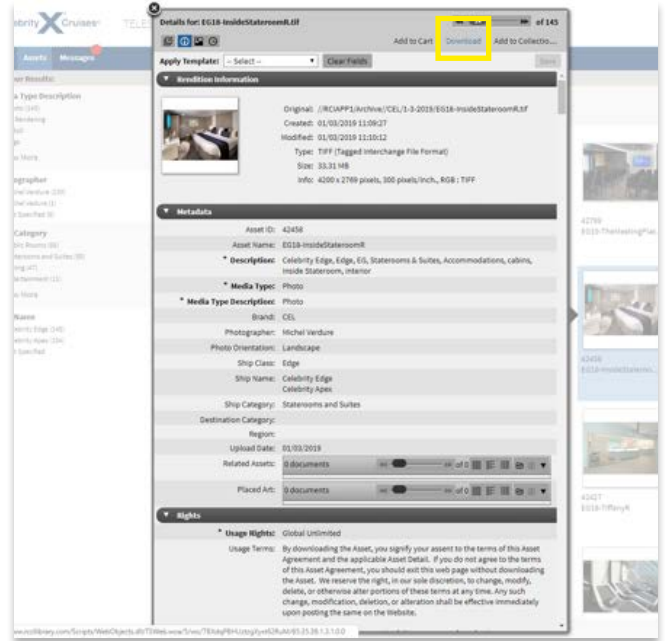 Details for: EG18-InsideStateroomR.tif
of 145
Add to Cart
Download
Add to Collectio...
Apply Template:
-- Select --
Clear Fields
Save
Rendition Information
Original: //RCIAPP1/Archive//CEL/1-3-2019/EG18-InsideStateroomR.tif
Created: 01/03/2019 11:09:27
Modified: 01/03/2019 11:10:12
Type: TIFF (Tagged Interchange File Format)
Size: 33.31 MB
Info: 4200 x 2769 pixels, 300 pixels/inch., RGB : TIFF
Metadata
Asset ID: 42458
Asset Name: EG18-InsideStateroomR
* Description: Celebrity Edge, Edge, EG, Staterooms & Suites, Accommodations, cabins,
Inside Stateroom, interior
* Media Type: Photo
* Media Type Description: Photo
Brand: CEL
Photographer: Michel Verdure
Photo Orientation: Landscape
Ship Class: Edge
Ship Name: Celebrity Edge
Celebrity Apex
Ship Category: Staterooms and Suites
Destination Category:
Region:
Upload Date: 01/03/2019
Related Assets: 0 documents
of 0
Placed Art: 0 documents
of 0
Rights
* Usage Rights: Global Unlimited
Usage Terms: By downloading the Asset, you signify your assent to the terms of this Asset
Agreement and the applicable Asset Detail. If you do not agree to the terms
of this Asset Agreement, you should exit this web page without downloading
the Asset. We reserve the right, in our sole discretion, to change, modify,
delete, or otherwise alter portions of these terms at any time. Any such
change, modification, deletion, or alteration shall be effective immediately
upon posting the same on the Website.
ebrity X Cruises
Assets
Messages
a Type Description
Rendering
More
ographer
Category
Name
42799
42458
42427
EG18-TiffanyR